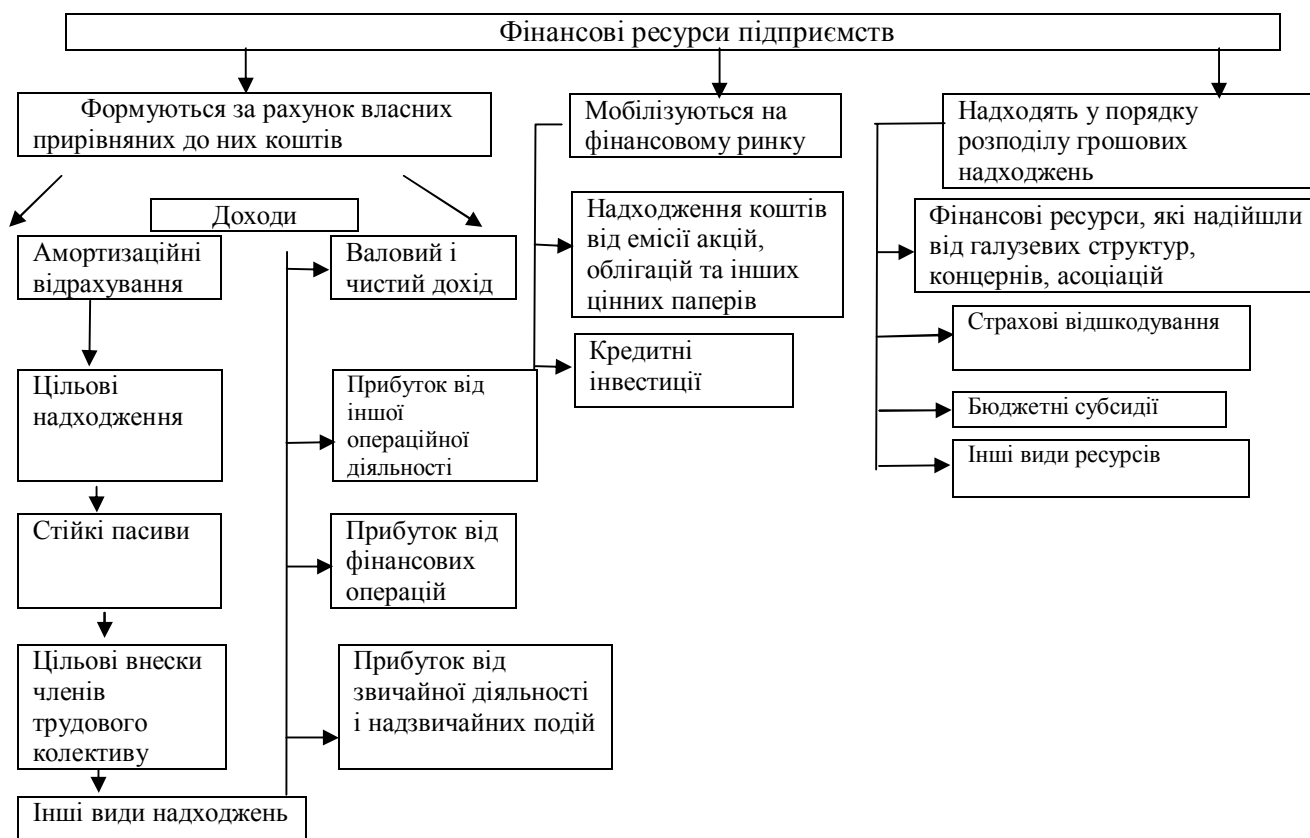 Фінансові ресурси підприємств
Формуються за рахунок власних
прирівняних до них коштів
Доходи
Амортизаційні
відрахування
Цільові
надходження
Стійкі пасиви
Цільові внески
членів
трудового
колективу
Інші види надходжень
Валовий і
чистий дохід
Прибуток від
іншої
операційної
діяльності
Прибуток від
фінансових
операцій
Прибуток від
звичайної діяльності
і надзвичайних подій
Мобілізуються на
фінансовому ринку
Надходження коштів
від емісії акцій,
облігацій та інших
цінних паперів
Кредитні
інвестиції
Надходять у порядку
розподілу грошових
надходжень
Фінансові ресурси, які надійшли
від галузевих структур,
концернів, асоціацій
Страхові відшкодування
Бюджетні субсидії
Інші види ресурсів